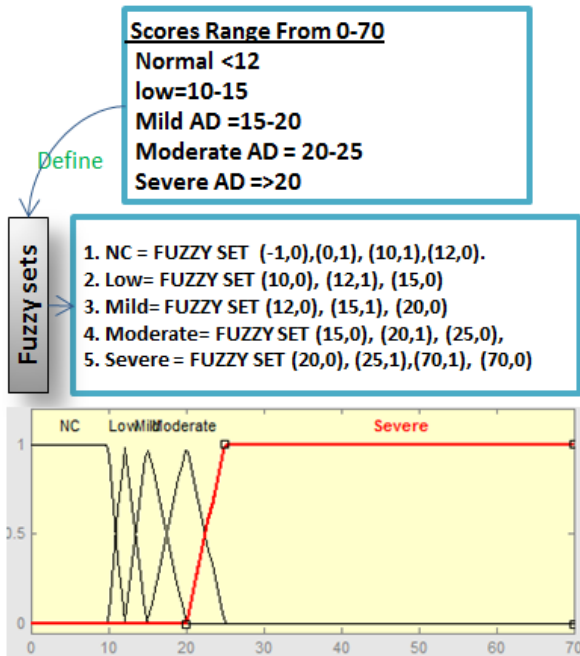 Scores Range From 0-70
Normal <12
low=10-15
Mild AD =15-20
Moderate AD = 20-25
Severe AD =>20
Define
Fuzzy sets
1. NC = FUZZY SET (-1,0),(0,1), (10,1),(12,0).
2. Low= FUZZY SET (10,0), (12,1), (15,0)
3. Mild= FUZZY SET (12,0), (15,1), (20,0)
4. Moderate= FUZZY SET (15,0), (20,1), (25,0),
5. Severe = FUZZY SET (20,0), (25,1),(70,1), (70,0)
NC Low Mild Moderate Severe
1
0.5
0
0 10 20 30 40 50 60 70